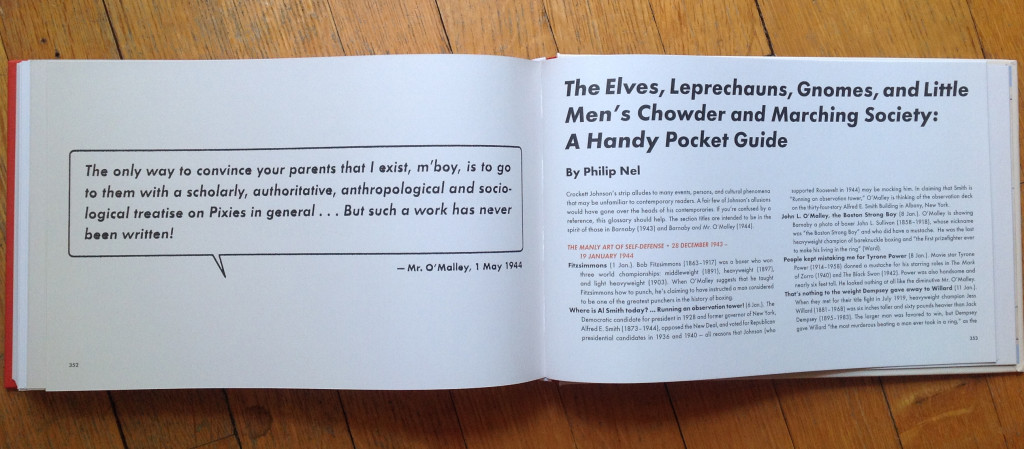 The only way to convince your parents that I exist, m'boy, is to go
to them with a scholarly, authoritative, anthropological and socio-
logical treatise on Pixies in general . . . But such a work has never
been written!
— Mr. O'Malley, 1 May 1944
352
The Elves, Leprechauns, Gnomes, and Little
Men's Chowder and Marching Society:
A Handy Pocket Guide
By Philip Nel
Crockett Johnson's strip alludes to many events, persons, and cultural phenomena
that may be unfamiliar to contemporary readers. A fair few of Johnson's allusions
would have gone over the heads of his contemporaries. If you're confused by a
reference, this glossary should help. The section titles are intended to be in the
spirit of those in Barnaby (1943) and Barnaby and Mr. O'Malley (1944).
THE MANLY ART OF SELF-DEFENSE • 28 DECEMBER 1943 –
19 JANUARY 1944
Fitzsimmons (1 Jan.). Bob Fitzsimmons (1863–1917) was a boxer who won
three world championships: middleweight (1891), heavyweight (1897),
and light heavyweight (1903). When O'Malley suggests that he taught
Fitzsimmons how to punch, he's claiming to have instructed a man considered
to be one of the greatest punchers in the history of boxing.
Where is Al Smith today? ... Running an observation tower! (6 Jan.). The
Democratic candidate for president in 1928 and former governor of New York,
Alfred E. Smith (1873–1944), opposed the New Deal, and voted for Republican
presidential candidates in 1936 and 1940 – all reasons that Johnson (who
supported Roosevelt in 1944) may be mocking him. In claiming that Smith is
"Running an observation tower," O'Malley is thinking of the observation deck
on the thirty-four-story Alfred E. Smith Building in Albany, New York.
John L. O'Malley, the Boston Strong Boy (8 Jan.). O'Malley is showing
Barnaby a photo of boxer John L. Sullivan (1858–1918), whose nickname
was "the Boston Strong Boy" and who did have a mustache. He was the last
heavyweight champion of bareknuckle boxing and "the first prizefighter ever
to make his living in the ring" (Ward).
People kept mistaking me for Tyrone Power (8 Jan.). Movie star Tyrone
Power (1914–1958) donned a mustache for his starring roles in The Mark
of Zorro (1940) and The Black Swan (1942). Power was also handsome and
nearly six feet tall. He looked nothing at all like the diminutive Mr. O'Malley.
That's nothing to the weight Dempsey gave away to Willard (11 Jan.).
When they met for their title fight in July 1919, heavyweight champion Jess
Willard (1881–1968) was six inches taller and sixty pounds heavier than Jack
Dempsey (1895–1983). The larger man was favored to win, but Dempsey
gave Willard "the most murderous beating a man ever took in a ring," as the
353